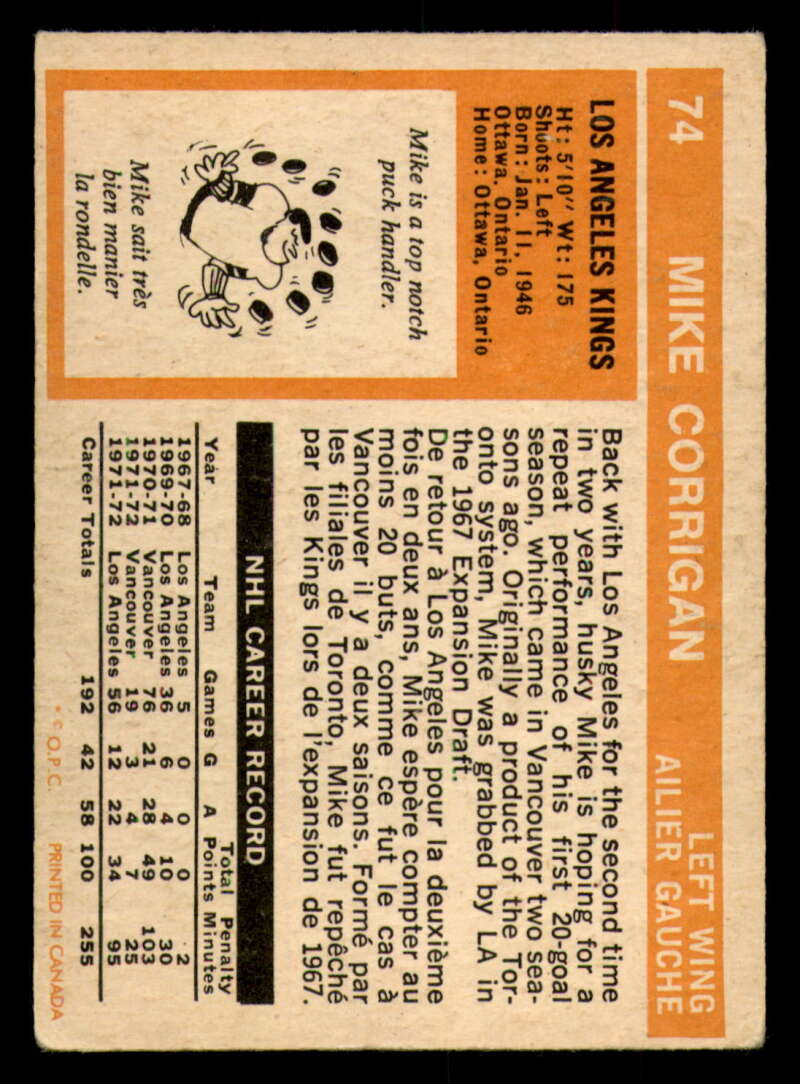 74 MIKE CORRIGAN LEFT WING
AILIER GAUCHE
LOS ANGELES KINGS
Ht: 5'10" Wt: 175
Shoots: Left
Born: Jan. 11, 1946
Ottawa, Ontario
Home: Ottawa, Ontario
Mike is a top notch
puck handler.
Mike sait très
bien manier
la rondelle.
Back with Los Angeles for the second time
in two years, husky Mike is hoping for a
repeat performance of his first 20-goal
season, which came in Vancouver two sea-
sons ago. Originally a product of the Tor-
onto system, Mike was grabbed by LA in
the 1967 Expansion Draft.
De retour à Los Angeles pour la deuxième
fois en deux ans, Mike espère compter au
moins 20 buts, comme ce fut le cas à
Vancouver il y a deux saisons. Formé par
les filiales de Toronto, Mike fut repêché
par les Kings lors de l'expansion de 1967.
NHL CAREER RECORD
Total Penalty
Year Team Games G A Points Minutes
1967-68 Los Angeles 5 0 0 0 2
1969-70 Los Angeles 36 6 4 10 30
1970-71 Vancouver 76 21 28 49 103
1971-72 Vancouver 19 3 4 7 25
1971-72 Los Angeles 56 12 22 34 95
Career Totals 192 42 58 100 255
* © O.P.C. PRINTED IN CANADA